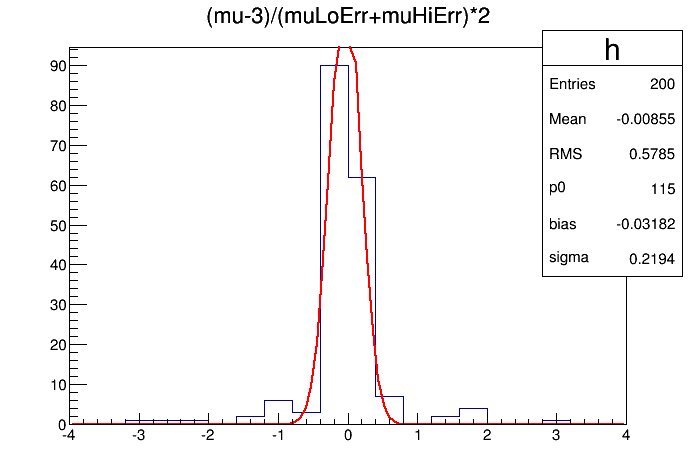 (mu-3)/(muLoErr+muHiErr)*2
h
Entries 200
Mean -0.00855
RMS 0.5785
p0 115
bias -0.03182
sigma 0.2194
90
80
70
60
50
40
30
20
10
0
-4 -3 -2 -1 0 1 2 3 4